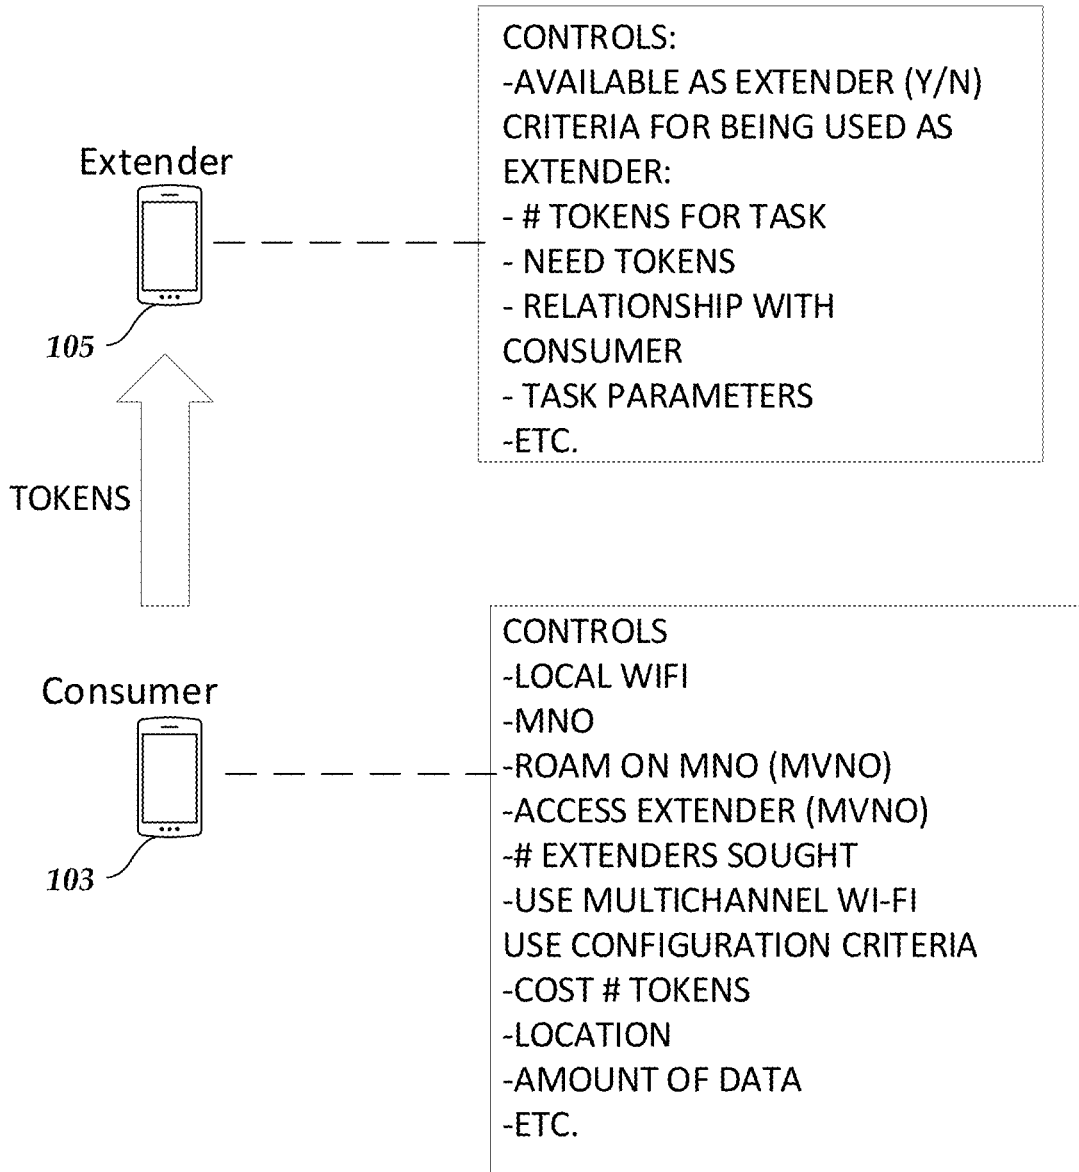 CONTROLS:
-AVAILABLE AS EXTENDER (Y/N)
CRITERIA FOR BEING USED AS
EXTENDER:
- # TOKENS FOR TASK
- NEED TOKENS
- RELATIONSHIP WITH
CONSUMER
- TASK PARAMETERS
-ETC.
Extender
105
TOKENS
Consumer
103
CONTROLS
-LOCAL WIFI
-MNO
-ROAM ON MNO (MVNO)
-ACCESS EXTENDER (MVNO)
-# EXTENDERS SOUGHT
-USE MULTICHANNEL WI-FI
USE CONFIGURATION CRITERIA
-COST # TOKENS
-LOCATION
-AMOUNT OF DATA
-ETC.